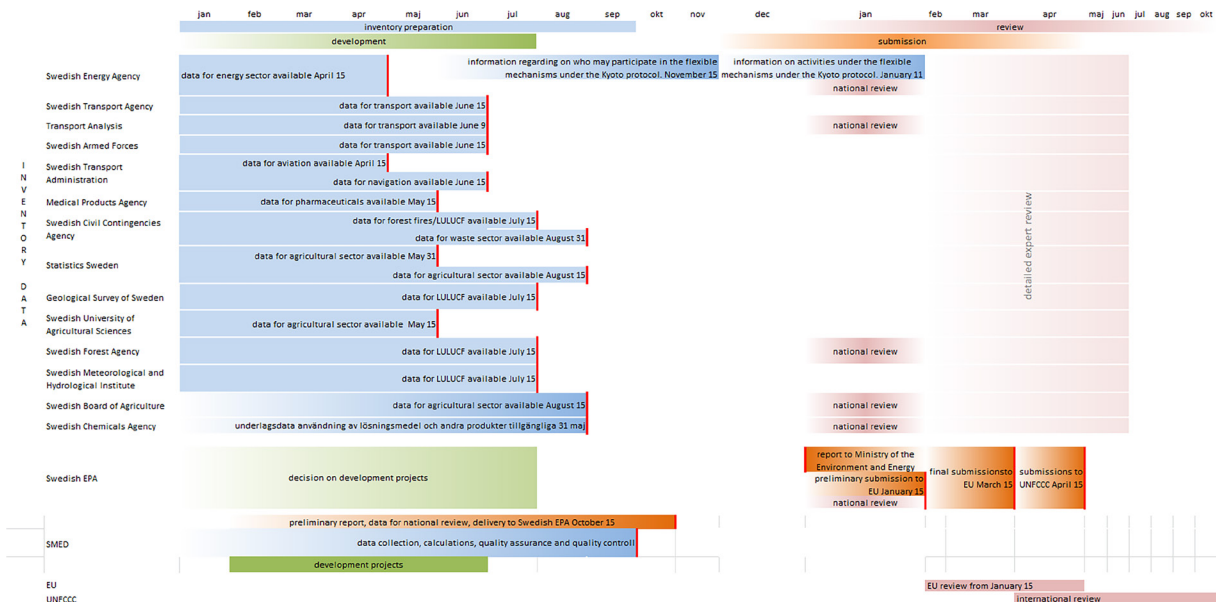 jan feb mar apr maj jun jul aug sep okt nov dec jan feb mar apr maj jun jul aug sep okt
inventory preparation review
development submission
Swedish Energy Agency
data for energy sector available April 15
information regarding on who may participate in the flexible
mechanisms under the Kyoto protocol. November 15
information on activities under the flexible
mechanisms under the Kyoto protocol. January 11
national review
Swedish Transport Agency data for transport available June 15
Transport Analysis data for transport available June 9 national review
Swedish Armed Forces data for transport available June 15
Swedish Transport
Administration
data for aviation available April 15
data for navigation available June 15
Medical Products Agency data for pharmaceuticals available May 15
Swedish Civil Contingencies
Agency
data for forest fires/LULUCF available July 15
data for waste sector available August 31
Statistics Sweden
data for agricultural sector available May 31
data for agricultural sector available August 15
Geological Survey of Sweden data for LULUCF available July 15
Swedish University of
Agricultural Sciences
data for agricultural sector available May 15
Swedish Forest Agency data for LULUCF available July 15 national review
Swedish Meteorological and
Hydrological Institute
data for LULUCF available July 15
Swedish Board of Agriculture data for agricultural sector available August 15 national review
Swedish Chemicals Agency underlagsdata användning av lösningsmedel och andra produkter tillgängliga 31 maj national review
INVENTORY DATA
detailed expert review
Swedish EPA
decision on development projects
report to Ministry of the
Environment and Energy
preliminary submission to
EU January 15
national review
final submissionsto
EU March 15
submissions to
UNFCCC April 15
preliminary report, data for national review, delivery to Swedish EPA October 15
SMED data collection, calculations, quality assurance and quality controll
development projects
EU EU review from January 15
UNFCCC international review